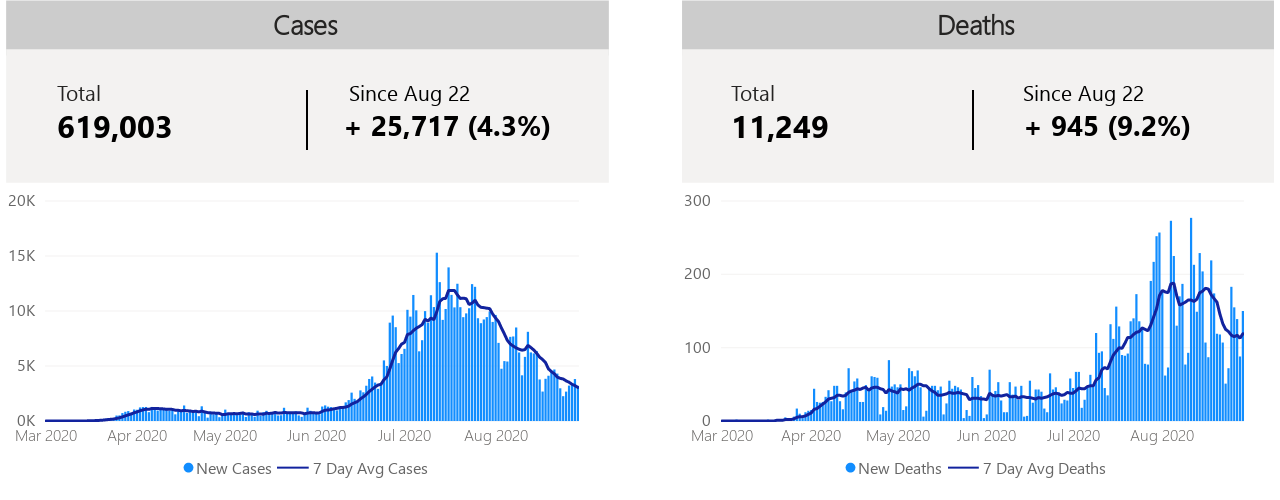 Cases
Total
619,003
Since Aug 22
+ 25,717 (4.3%)
20K
15K
10K
5K
0K
Mar 2020 Apr 2020 May 2020 Jun 2020 Jul 2020 Aug 2020
New Cases 7 Day Avg Cases
Deaths
Total
11,249
Since Aug 22
+ 945 (9.2%)
300
200
100
0
Mar 2020 Apr 2020 May 2020 Jun 2020 Jul 2020 Aug 2020
New Deaths 7 Day Avg Deaths